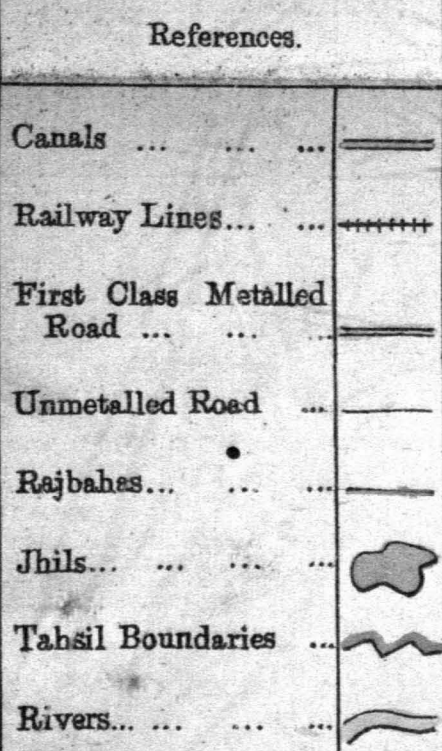 References.
Canals ... ... ...
Railway Lines... ...
First Class Metalled
Road ... ... ...
Unmetalled Road ...
Rajbahas... ... ...
Jhils... ... ... ...
Tahsil Boundaries ...
Rivers... ... ... ...